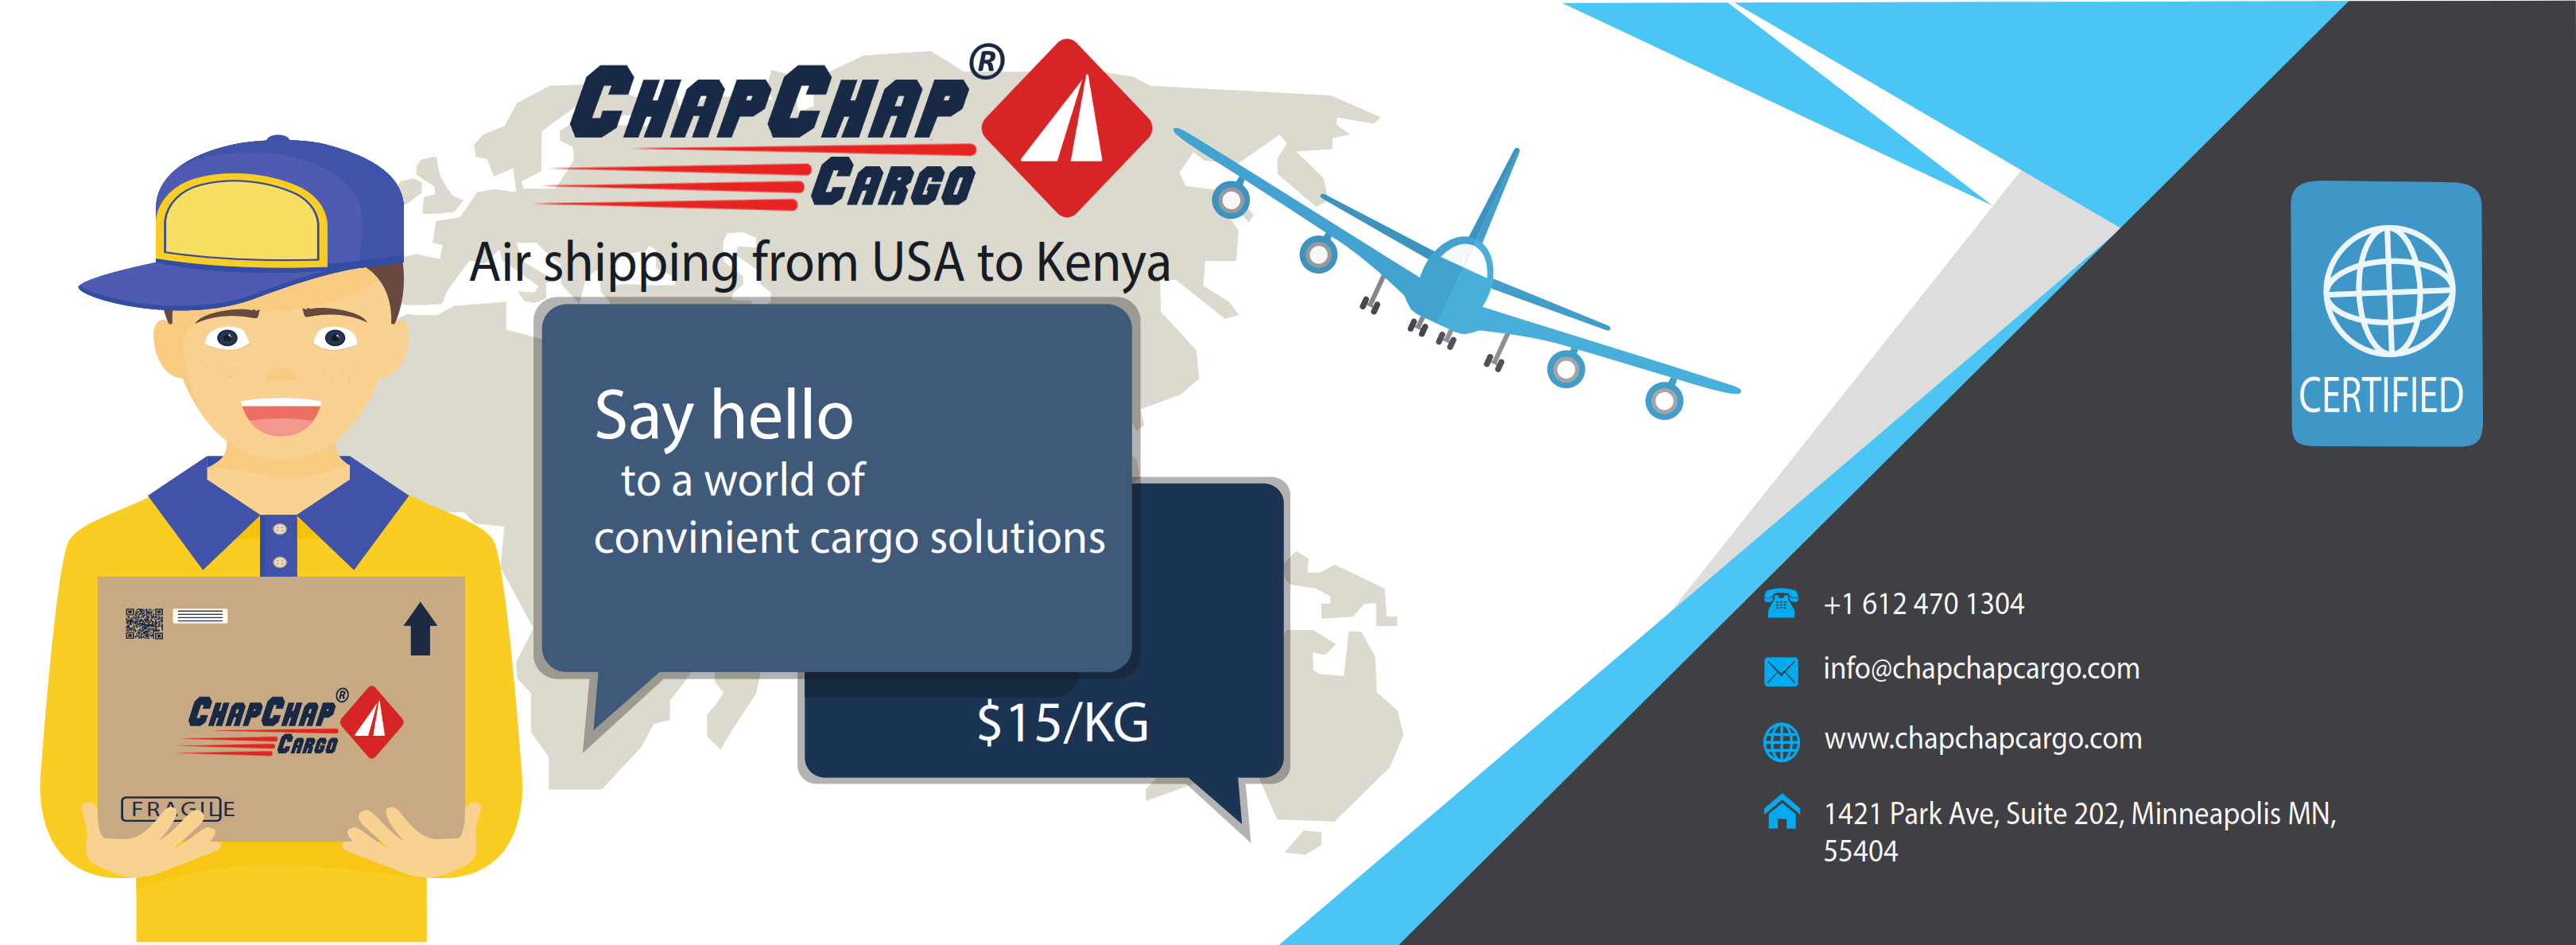 CHAPCHAP®
CARGO
Air shipping from USA to Kenya
Say hello
to a world of
convinient cargo solutions
$15/KG
CHAPCHAP®
CARGO
FRAGILE
CERTIFIED
+1 612 470 1304
info@chapchapcargo.com
www.chapchapcargo.com
1421 Park Ave, Suite 202, Minneapolis MN,
55404